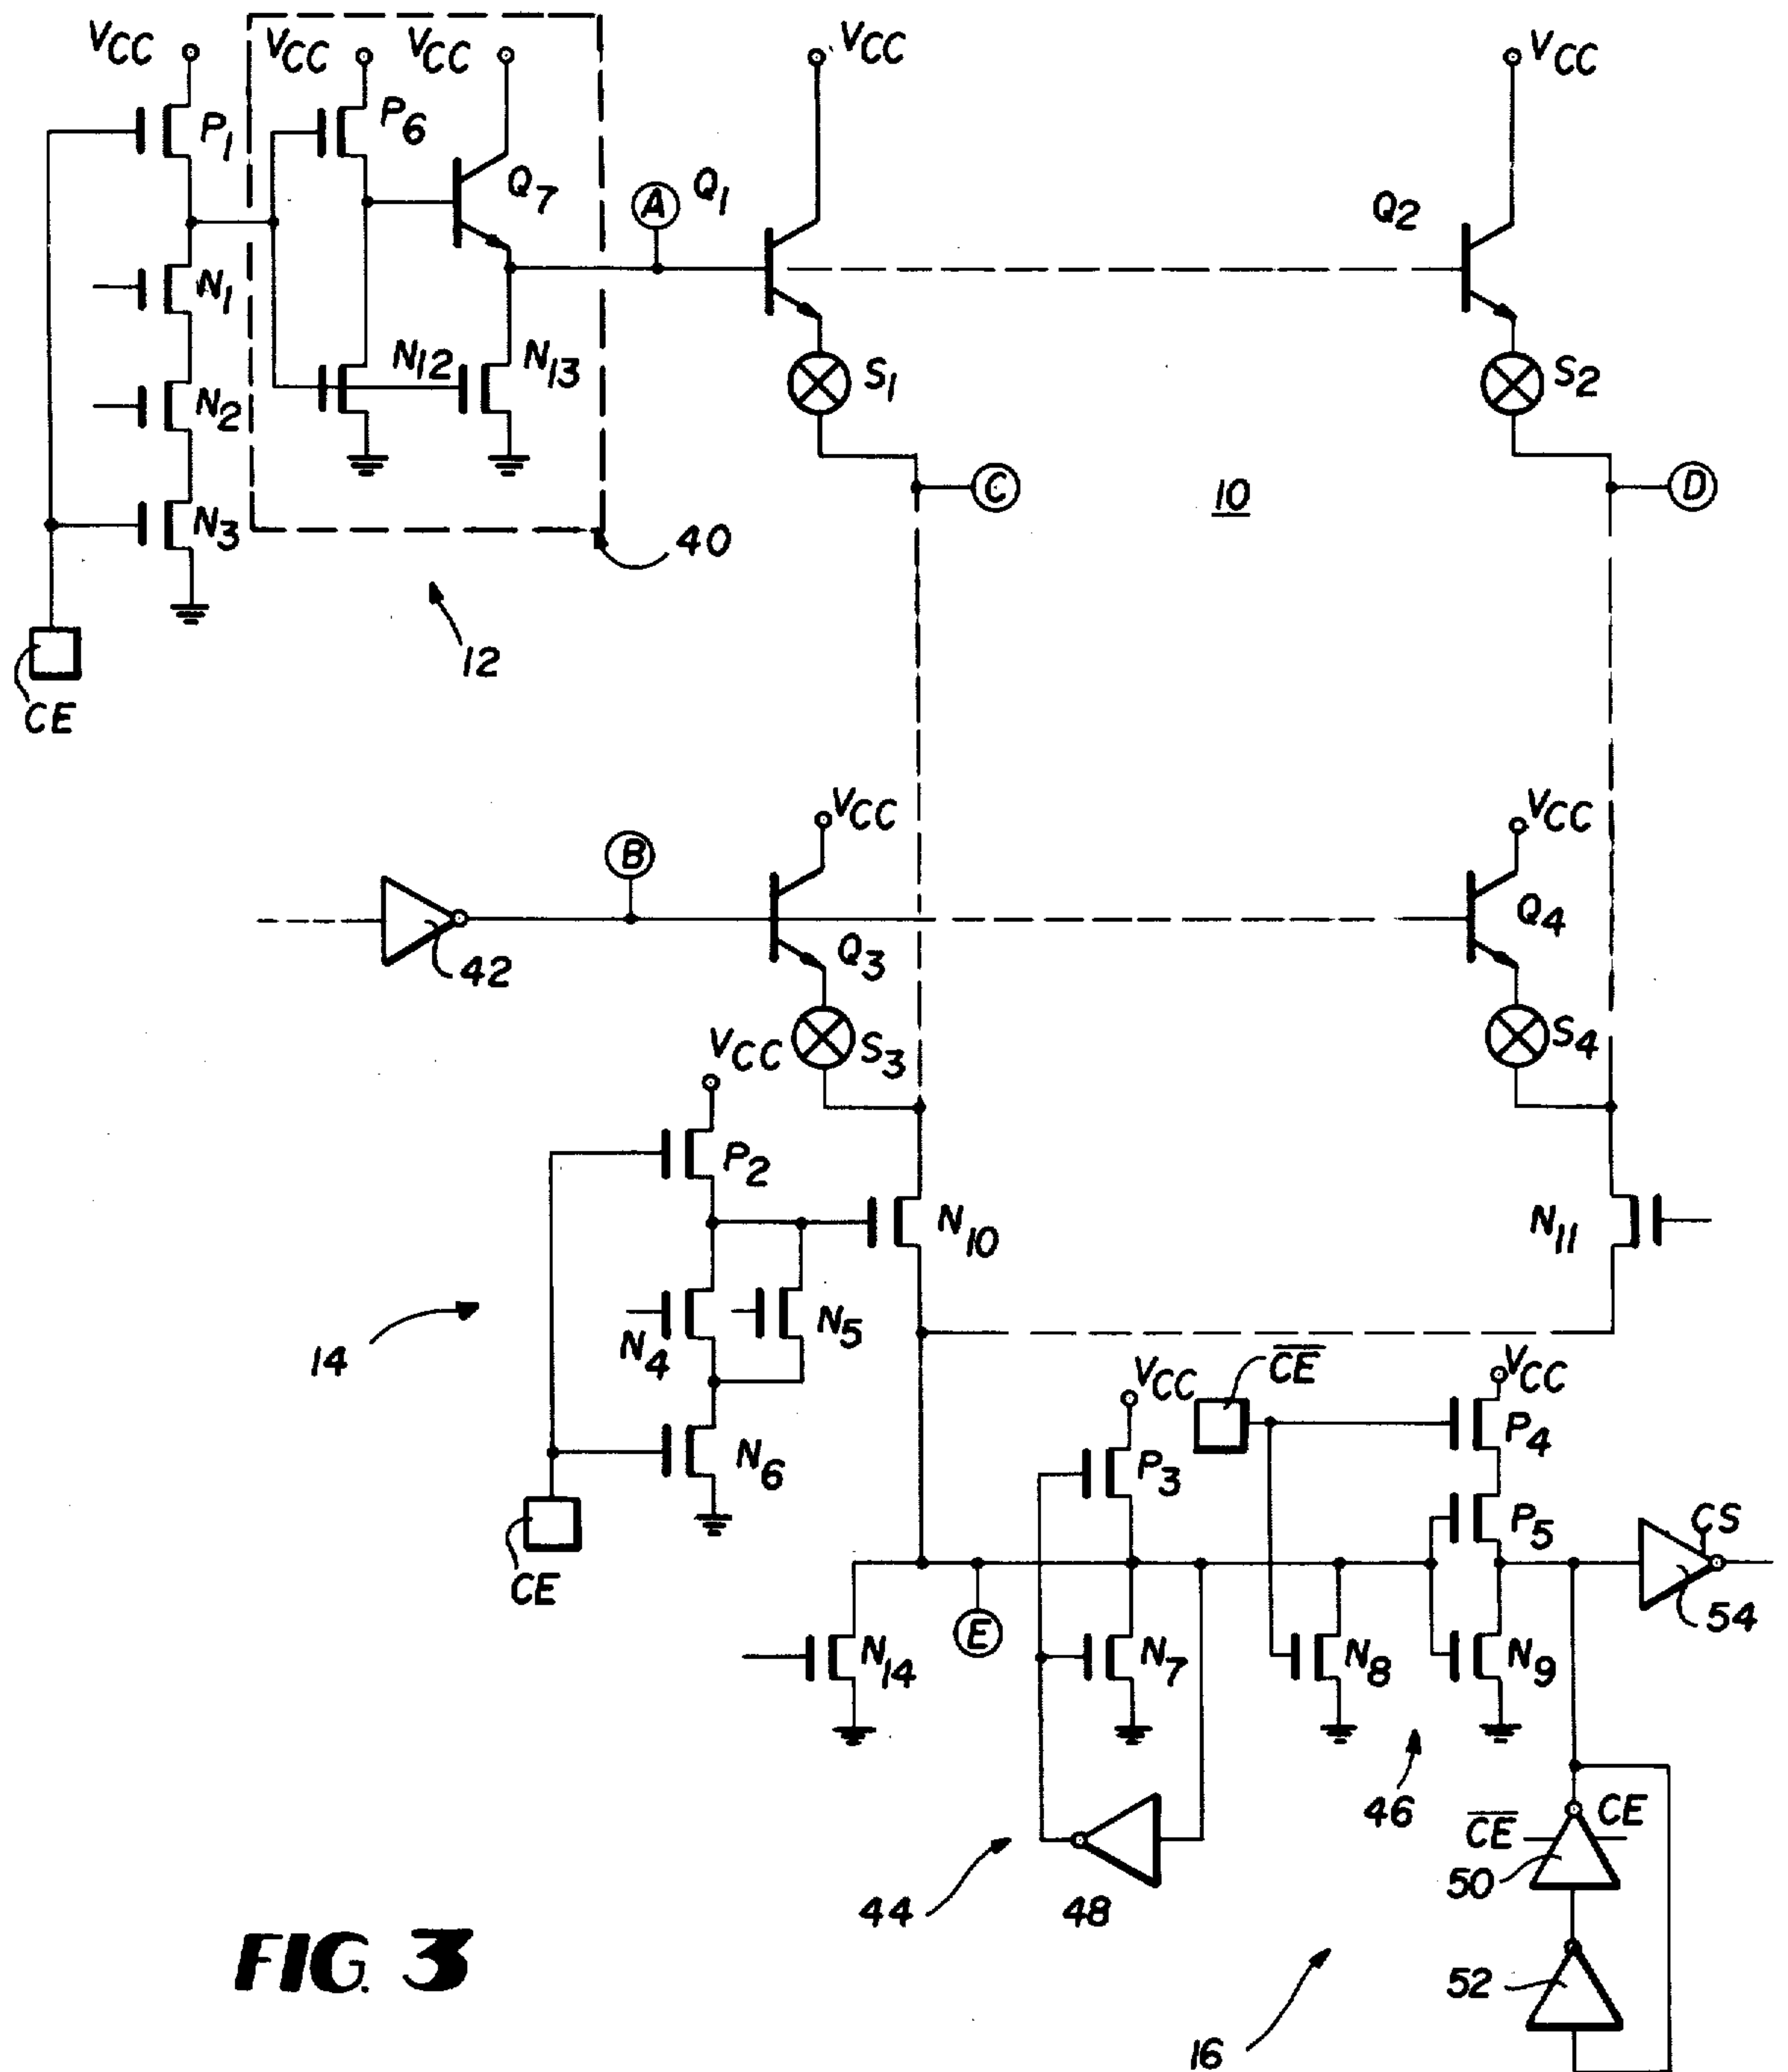 VCC VCC VCC VCC VCC
P1 P6 Q7 A Q1 Q2
N1 N12 N13 S1 S2
N2
N3 40 C 10 D
12
CE
VCC VCC
B
42 Q3 Q4
VCC S3 S4
P2
N10 N11
14 N4 N5
N6
CE
VCC CE VCC
P3 P4
P5 CS
54
N14 E N7 N8 N9
46
44 48 CE CE
50
52
16
FIG. 3